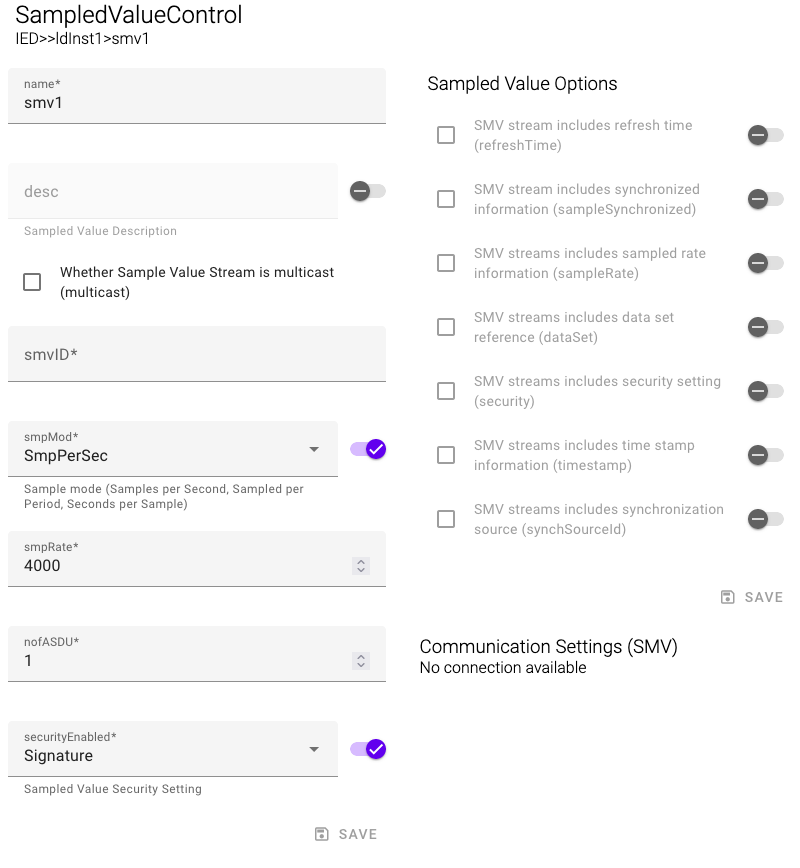 SampledValueControl
IED>>ldInst1>smv1
name*
smv1
desc
Sampled Value Description
Whether Sample Value Stream is multicast
(multicast)
smvID*
smpMod*
SmpPerSec
Sample mode (Samples per Second, Sampled per
Period, Seconds per Sample)
smpRate*
4000
nofASDU*
1
securityEnabled*
Signature
Sampled Value Security Setting
SAVE
Sampled Value Options
SMV stream includes refresh time
(refreshTime)
SMV stream includes synchronized
information (sampleSynchronized)
SMV streams includes sampled rate
information (sampleRate)
SMV streams includes data set
reference (dataSet)
SMV streams includes security setting
(security)
SMV streams includes time stamp
information (timestamp)
SMV streams includes synchronization
source (synchSourceId)
SAVE
Communication Settings (SMV)
No connection available